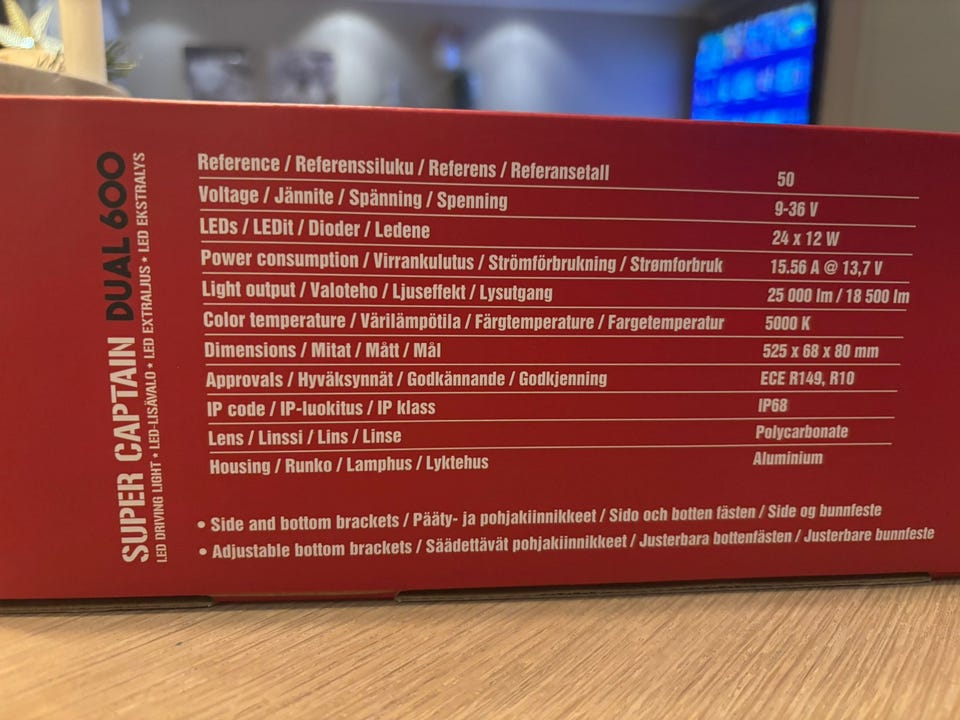 SUPER CAPTAIN DUAL 600
LED DRIVING LIGHT • LED-LISÄVALO • LED EXTRALJUS • LED EKSTRALYS
Reference / Referenssiluku / Referens / Referansetall 50
Voltage / Jännite / Spänning / Spenning 9-36 V
LEDs / LEDit / Dioder / Ledene 24 x 12 W
Power consumption / Virrankulutus / Strömförbrukning / Strømforbruk 15.56 A @ 13,7 V
Light output / Valoteho / Ljuseffekt / Lysutgang 25 000 lm / 18 500 lm
Color temperature / Värilämpötila / Färgtemperature / Fargetemperatur 5000 K
Dimensions / Mitat / Mått / Mål 525 x 68 x 80 mm
Approvals / Hyväksynnät / Godkännande / Godkjenning ECE R149, R10
IP code / IP-luokitus / IP klass IP68
Lens / Linssi / Lins / Linse Polycarbonate
Housing / Runko / Lamphus / Lyktehus Aluminium
• Side and bottom brackets / Pääty- ja pohjakiinnikkeet / Sido och botten fästen / Side og bunnfeste
• Adjustable bottom brackets / Säädettävät pohjakiinnikkeet / Justerbara bottenfästen / Justerbare bunnfeste